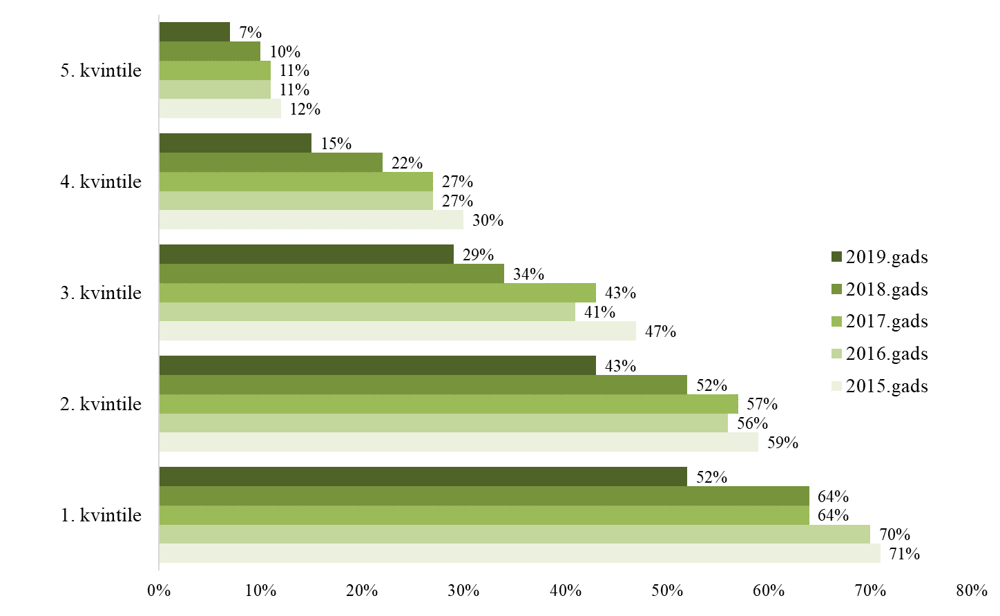 7%
10%
5. kvintile
11%
11%
12%
15%
22%
4. kvintile
27%
27%
30%
29%
34%
3. kvintile
43%
41%
47%
43%
52%
2. kvintile
57%
56%
59%
52%
64%
1. kvintile
64%
70%
71%
0% 10% 20% 30% 40% 50% 60% 70% 80%
2019.gads
2018.gads
2017.gads
2016.gads
2015.gads